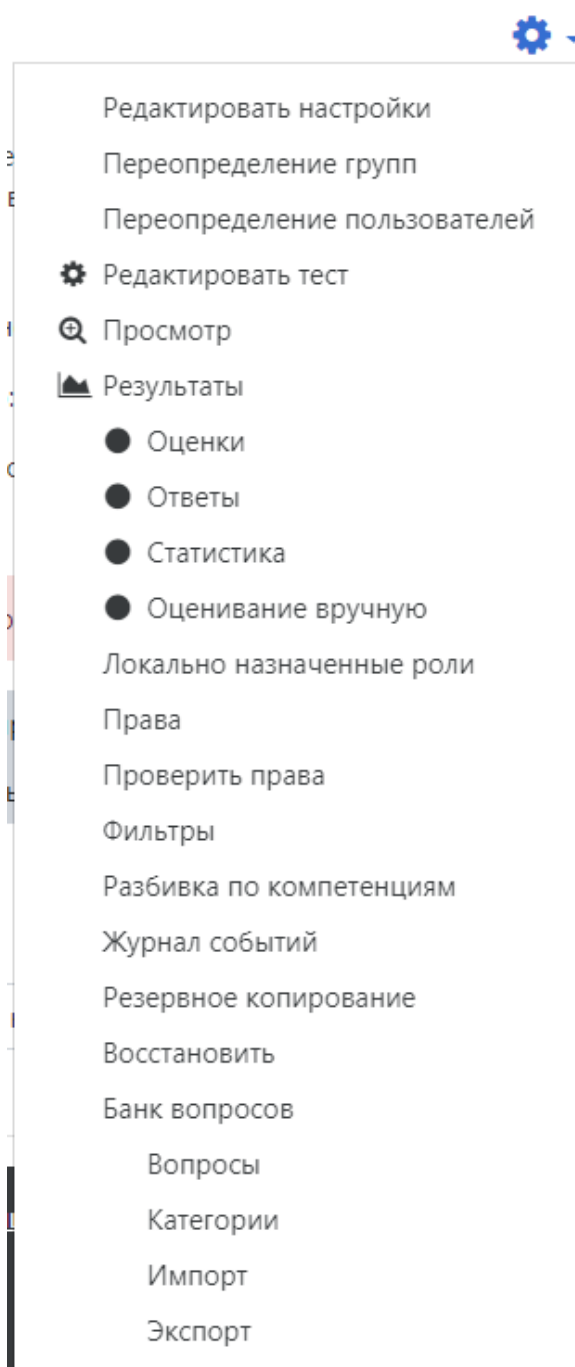 Редактировать настройки
Переопределение групп
Переопределение пользователей
Редактировать тест
Просмотр
Результаты
Оценки
Ответы
Статистика
Оценивание вручную
Локально назначенные роли
Права
Проверить права
Фильтры
Разбивка по компетенциям
Журнал событий
Резервное копирование
Восстановить
Банк вопросов
Вопросы
Категории
Импорт
Экспорт